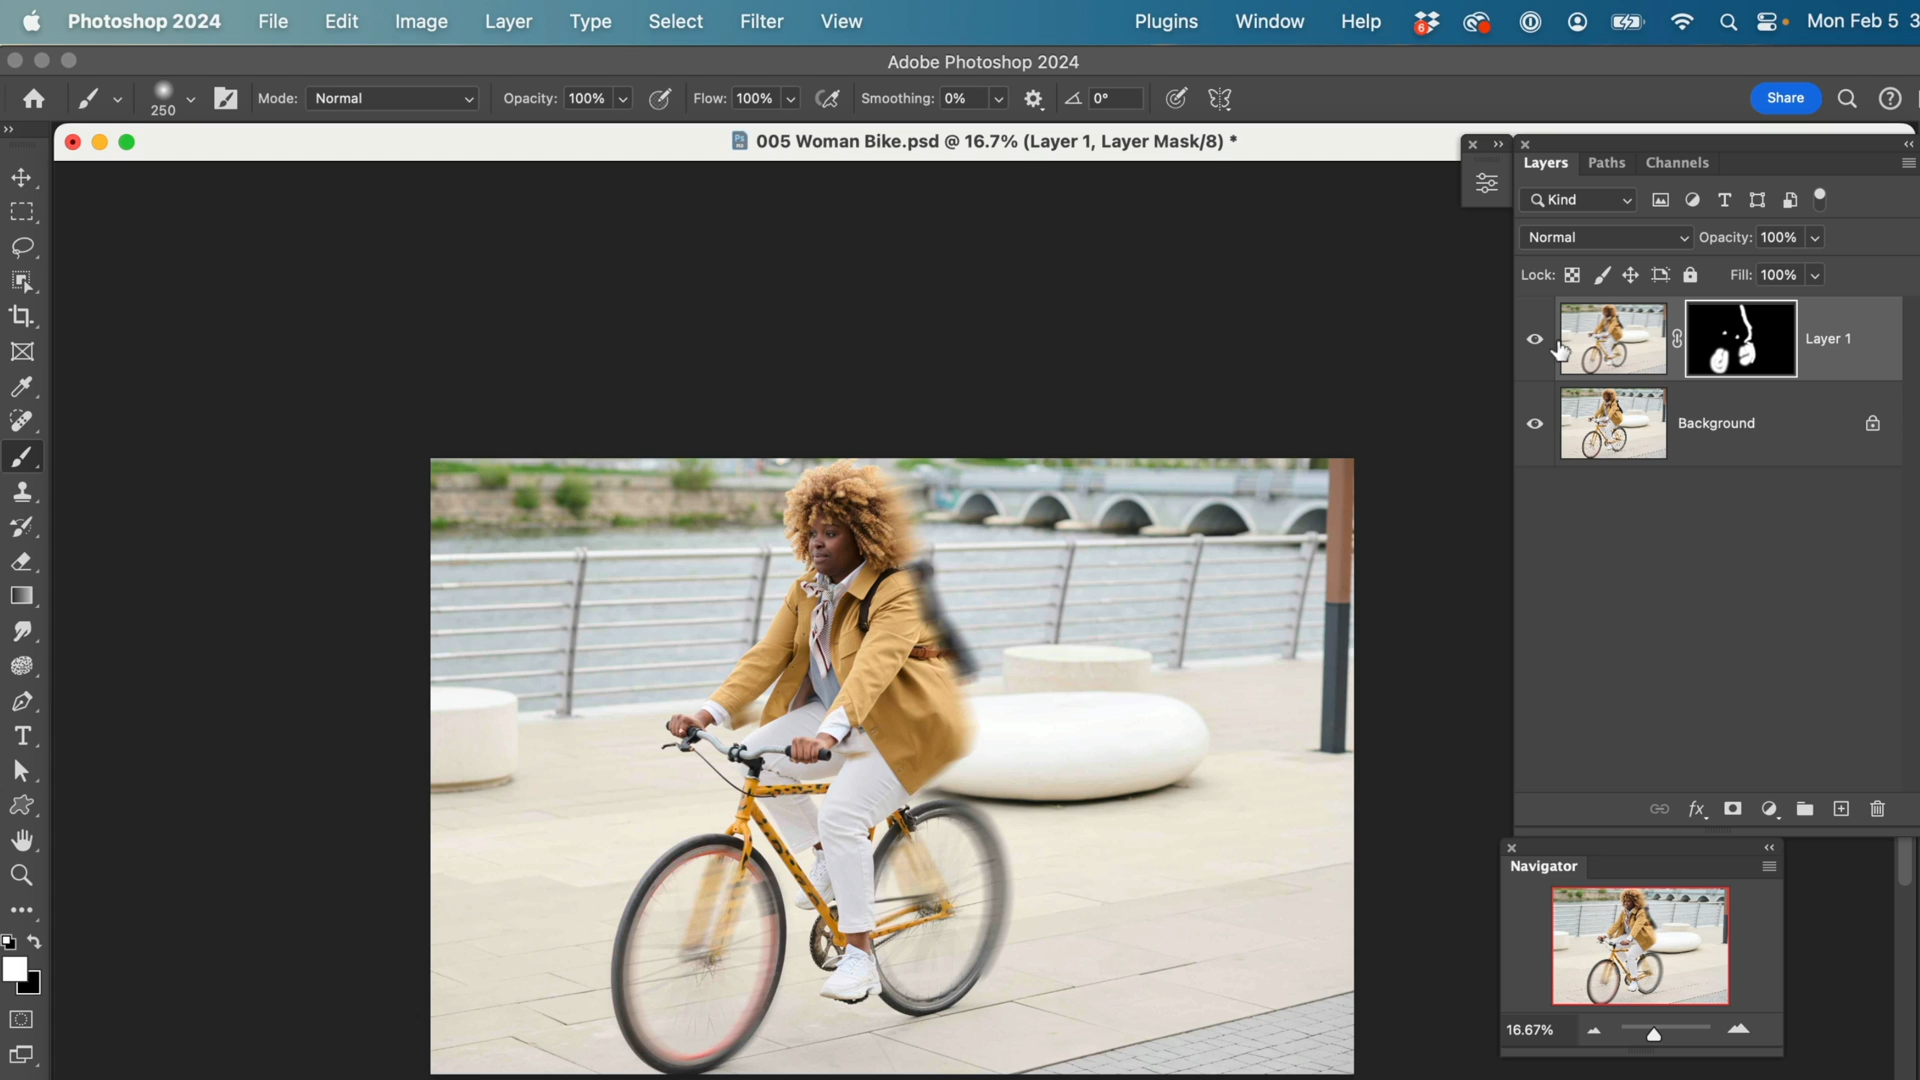 Photoshop 2024 File Edit Image Layer Type Select Filter View Plugins Window Help 6 Mon Feb 5 3
Adobe Photoshop 2024
250 Mode: Normal Opacity: 100% Flow: 100% Smoothing: 0% 0° Share
005 Woman Bike.psd @ 16.7% (Layer 1, Layer Mask/8) *
Layers Paths Channels
Kind
Normal Opacity: 100%
Lock: Fill: 100%
Layer 1
Background
fx
Navigator
16.67%